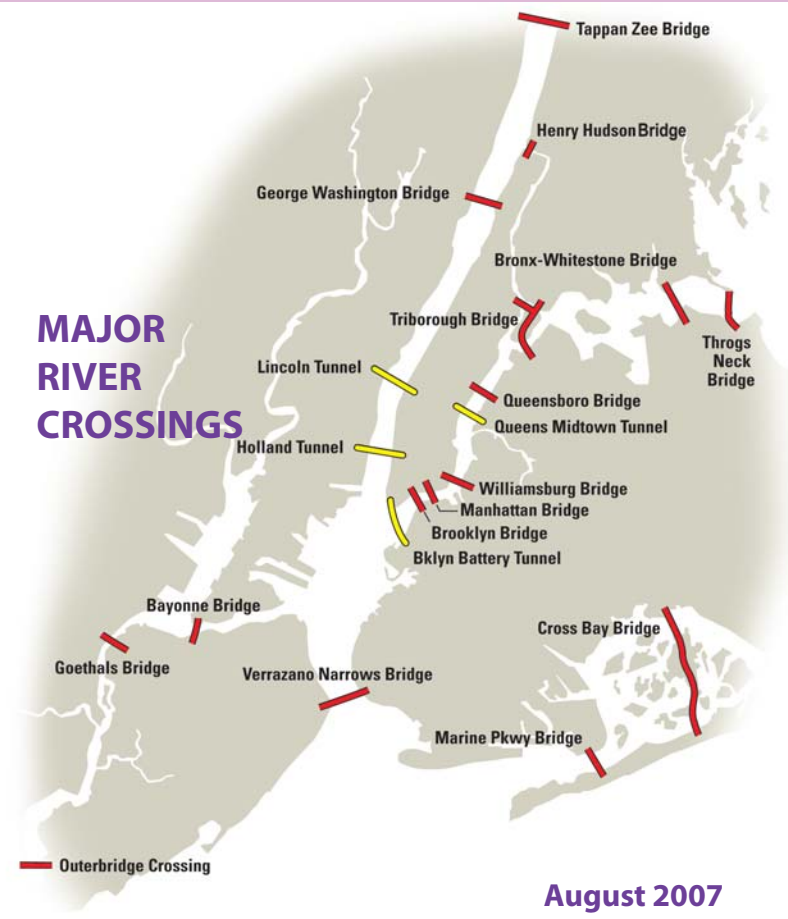 Tappan Zee Bridge
Henry Hudson Bridge
George Washington Bridge
Bronx-Whitestone Bridge
Triborough Bridge
Throgs
Neck
Bridge
MAJOR
RIVER
CROSSINGS
Lincoln Tunnel
Queensboro Bridge
Queens Midtown Tunnel
Holland Tunnel
Williamsburg Bridge
Manhattan Bridge
Brooklyn Bridge
Bklyn Battery Tunnel
Bayonne Bridge
Cross Bay Bridge
Goethals Bridge
Verrazano Narrows Bridge
Marine Pkwy Bridge
Outerbridge Crossing
August 2007